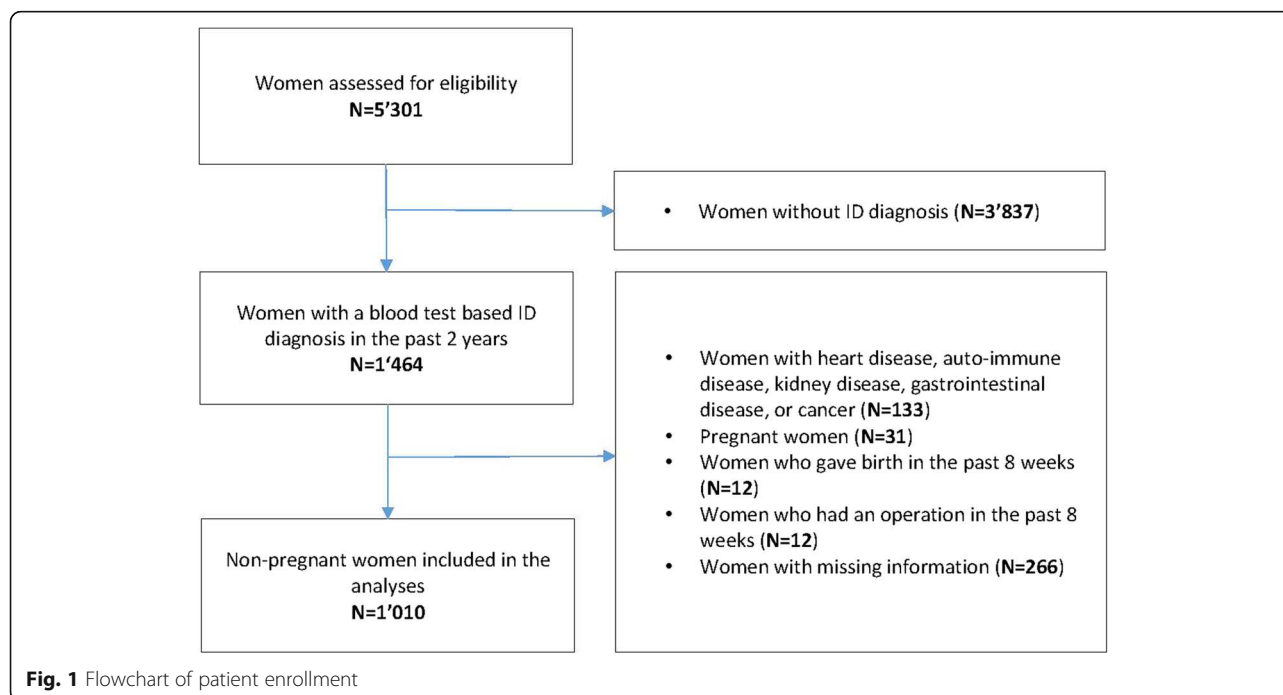 Women assessed for eligibility
N=5’301
• Women without ID diagnosis (N=3’837)
Women with a blood test based ID
diagnosis in the past 2 years
N=1‘464
• Women with heart disease, auto-immune
disease, kidney disease, gastrointestinal
disease, or cancer (N=133)
• Pregnant women (N=31)
• Women who gave birth in the past 8 weeks
(N=12)
• Women who had an operation in the past 8
weeks (N=12)
• Women with missing information (N=266)
Non-pregnant women included in the
analyses
N=1’010
Fig. 1 Flowchart of patient enrollment